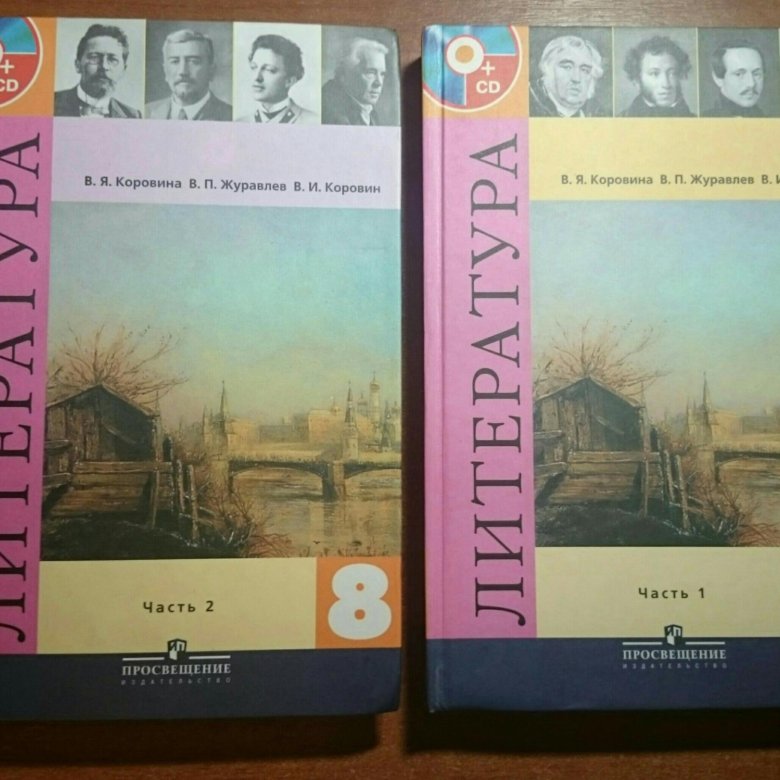 +
CD
ЛИТЕРАТУРА
В. Я. Коровина В. П. Журавлев В. И. Коровин
Часть 2
8
ПРОСВЕЩЕНИЕ
ИЗДАТЕЛЬСТВО
+
CD
ЛИТЕРАТУРА
В. Я. Коровина В. П. Журавлев В. И
Часть 1
ПРОСВЕЩЕНИЕ
ИЗДАТЕЛЬСТВО